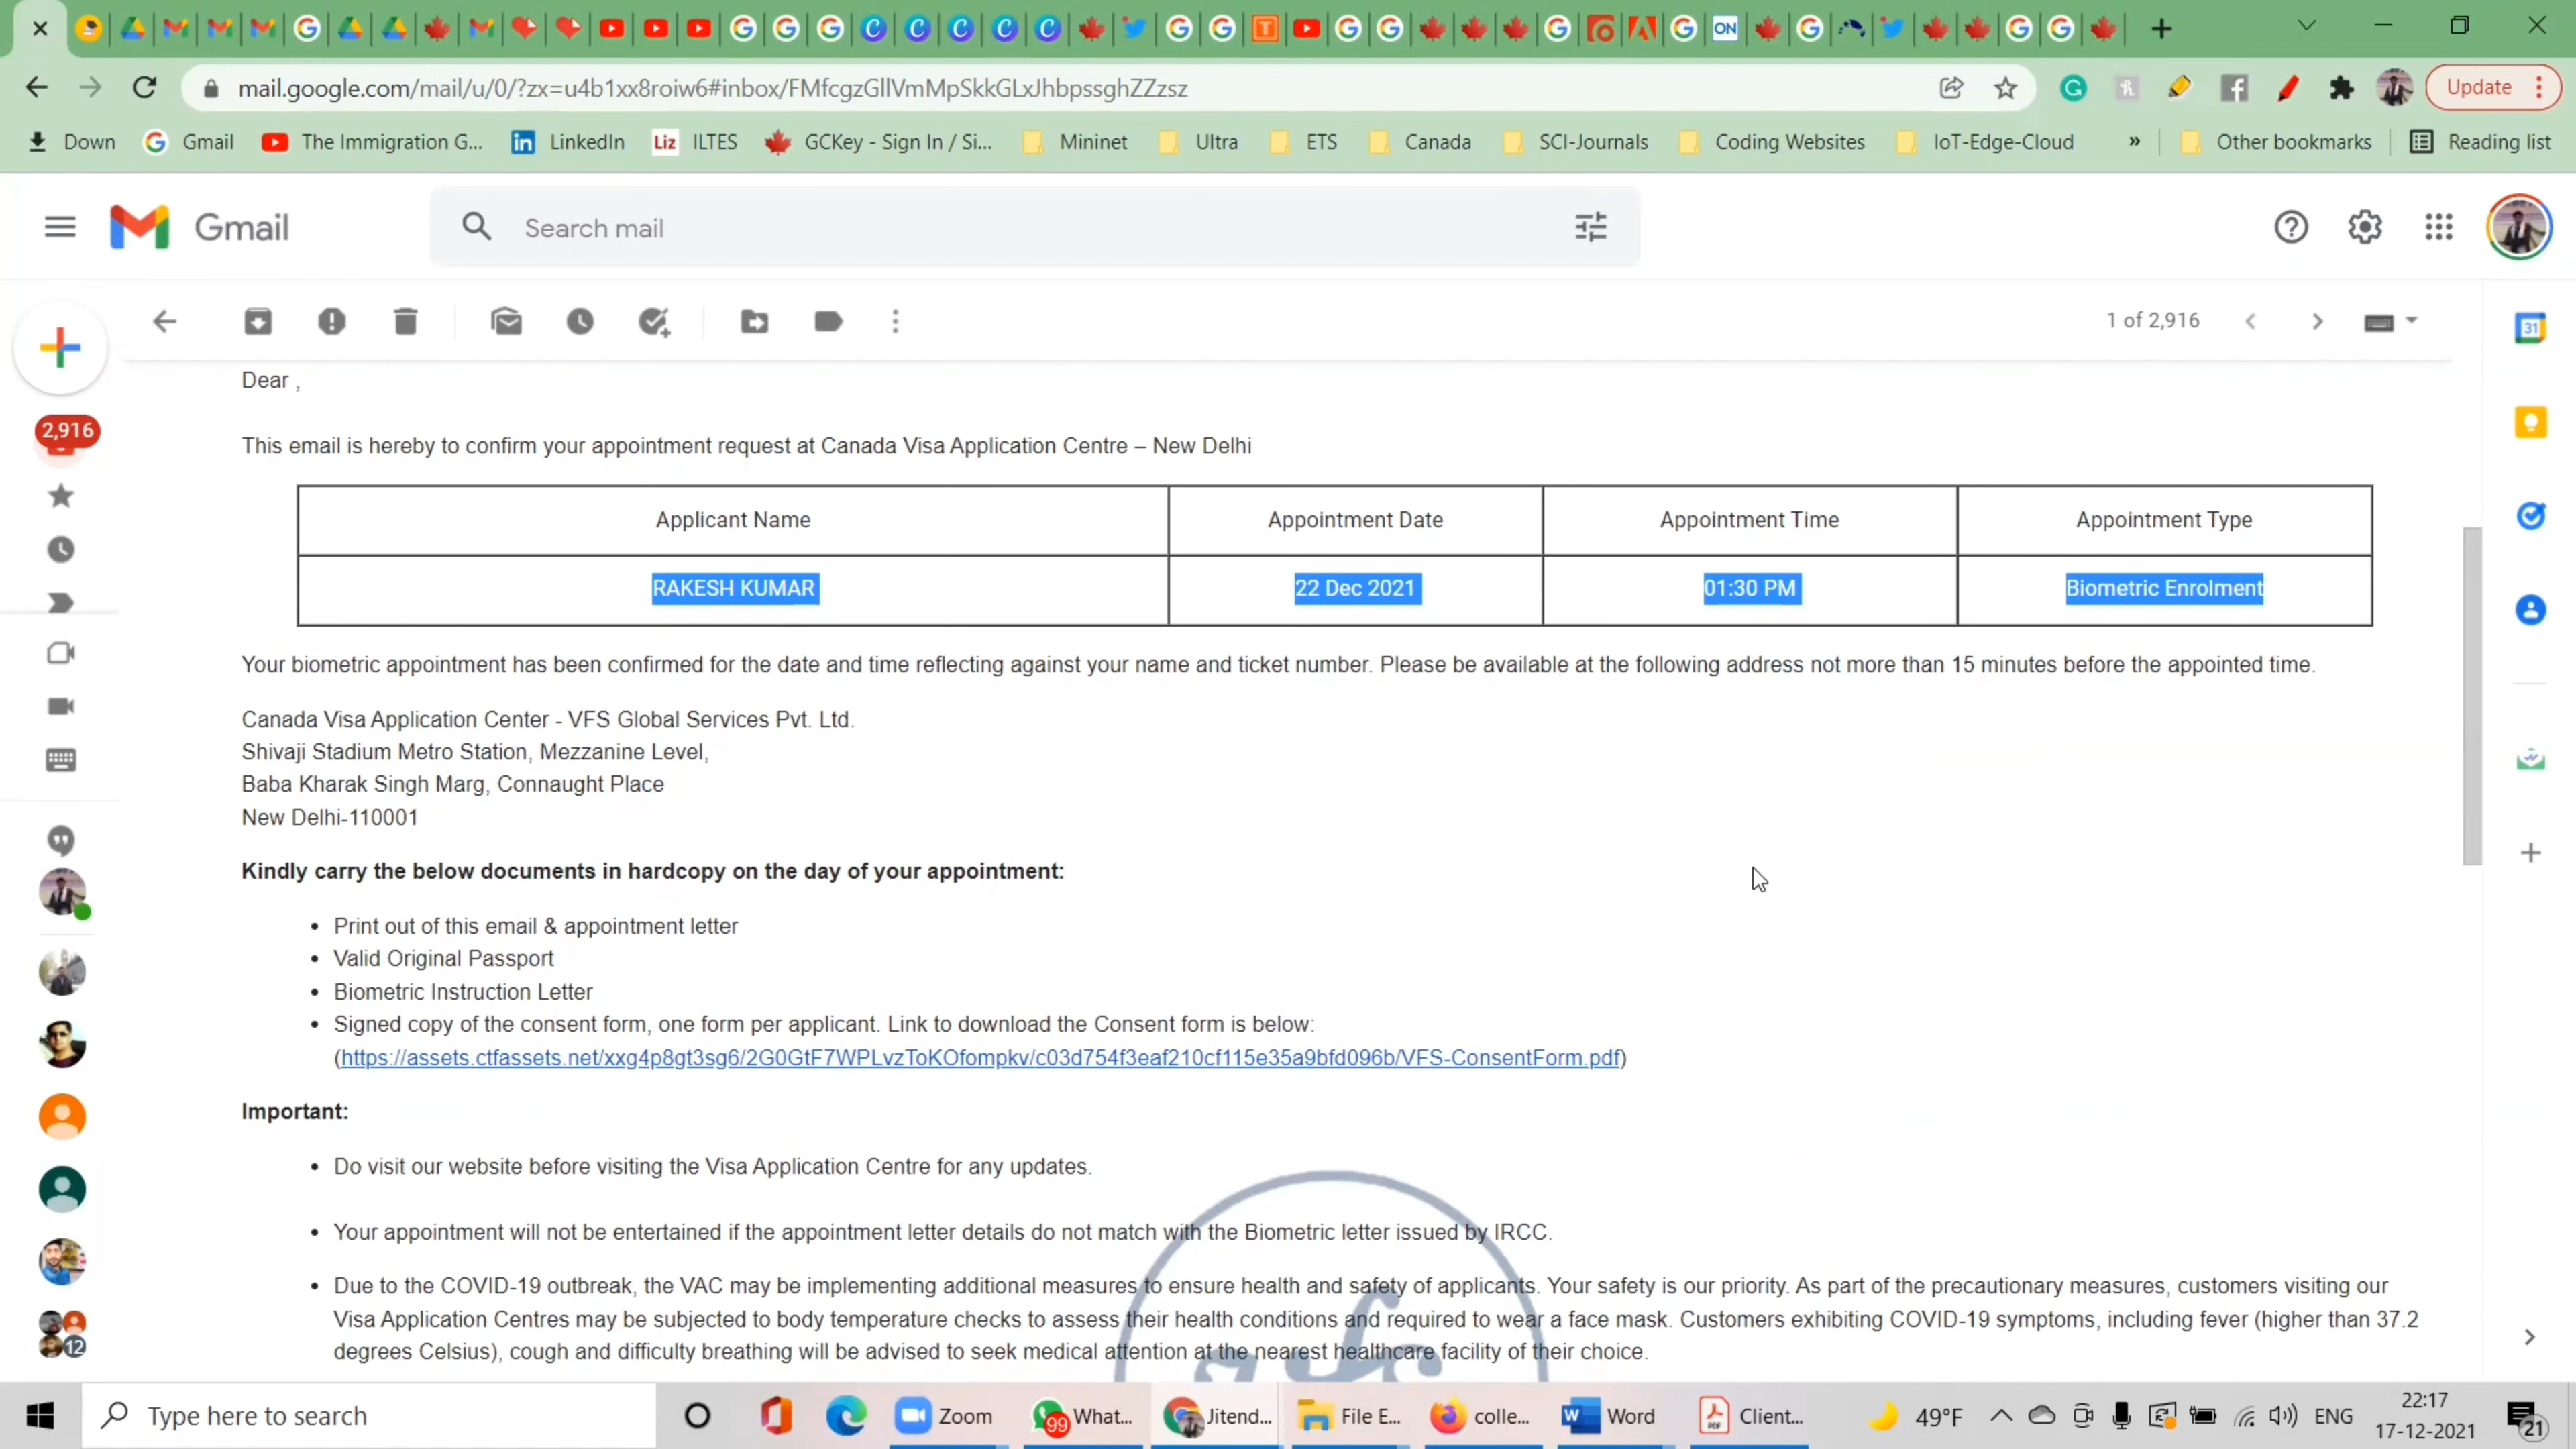 mail.google.com/mail/u/0/?zx=u4b1xx8roiw6#inbox/FMfcgzGllVmMpSkkGLxJhbpssghZZzsz
Update
Down
Gmail
The Immigration G...
LinkedIn
Liz ILTES
GCKey - Sign In / Si...
Mininet
Ultra
ETS
Canada
SCI-Journals
Coding Websites
IoT-Edge-Cloud
»
Other bookmarks
Reading list
Gmail
Search mail
1 of 2,916
2,916
Dear ,
This email is hereby to confirm your appointment request at Canada Visa Application Centre – New Delhi
Applicant Name Appointment Date Appointment Time Appointment Type
RAKESH KUMAR 22 Dec 2021 01:30 PM Biometric Enrolment
Your biometric appointment has been confirmed for the date and time reflecting against your name and ticket number. Please be available at the following address not more than 15 minutes before the appointed time.
Canada Visa Application Center - VFS Global Services Pvt. Ltd.
Shivaji Stadium Metro Station, Mezzanine Level,
Baba Kharak Singh Marg, Connaught Place
New Delhi-110001
Kindly carry the below documents in hardcopy on the day of your appointment:
• Print out of this email & appointment letter
• Valid Original Passport
• Biometric Instruction Letter
• Signed copy of the consent form, one form per applicant. Link to download the Consent form is below:
(https://assets.ctfassets.net/xxg4p8gt3sg6/2G0GtF7WPLvzToKOfompkv/c03d754f3eaf210cf115e35a9bfd096b/VFS-ConsentForm.pdf)
Important:
• Do visit our website before visiting the Visa Application Centre for any updates.
• Your appointment will not be entertained if the appointment letter details do not match with the Biometric letter issued by IRCC.
• Due to the COVID-19 outbreak, the VAC may be implementing additional measures to ensure health and safety of applicants. Your safety is our priority. As part of the precautionary measures, customers visiting our
Visa Application Centres may be subjected to body temperature checks to assess their health conditions and required to wear a face mask. Customers exhibiting COVID-19 symptoms, including fever (higher than 37.2
degrees Celsius), cough and difficulty breathing will be advised to seek medical attention at the nearest healthcare facility of their choice.
31
12
Type here to search
Zoom
99 What...
Jitend...
File E...
colle...
Word
Client...
49°F
ENG
22:17
17-12-2021
21